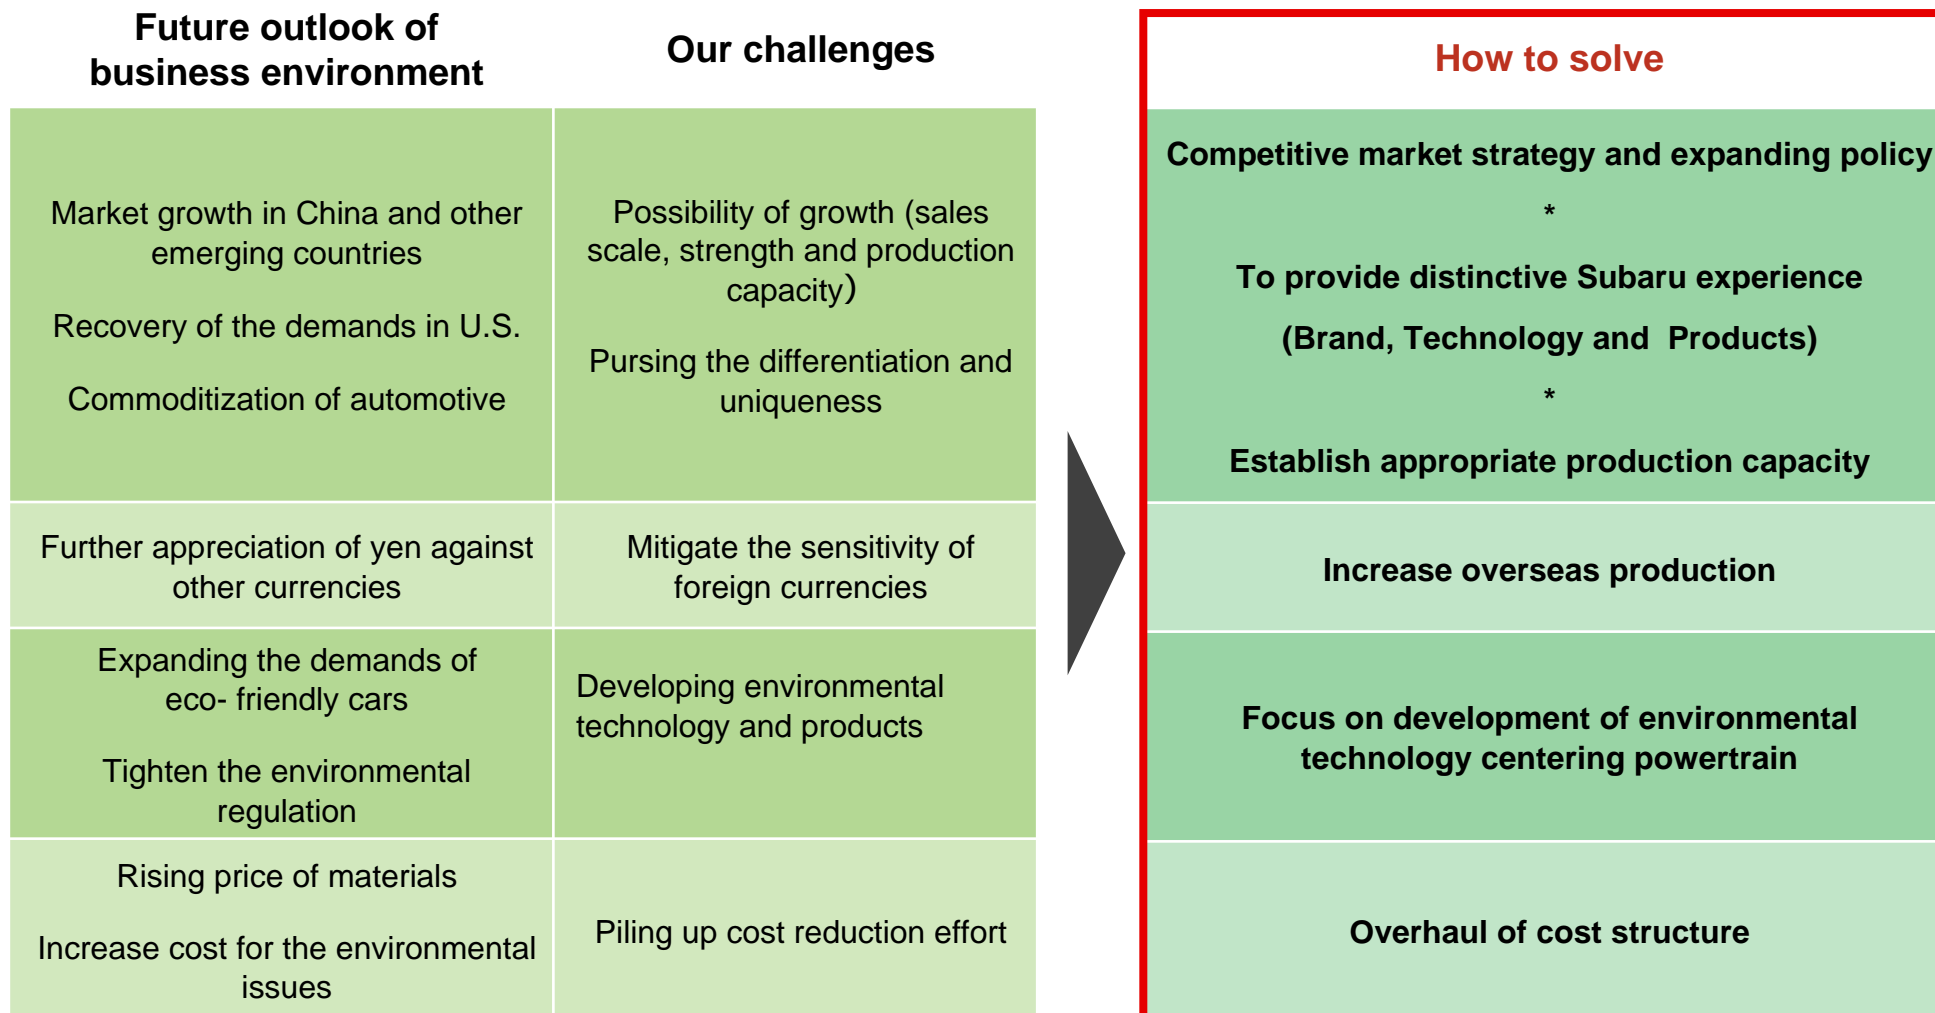 Future outlook of
business environment
Our challenges
How to solve
Market growth in China and other
emerging countries
Recovery of the demands in U.S.
Commoditization of automotive
Possibility of growth (sales
scale, strength and production
capacity)
Pursing the differentiation and
uniqueness
Competitive market strategy and expanding policy
*
To provide distinctive Subaru experience
(Brand, Technology and Products)
*
Establish appropriate production capacity
Further appreciation of yen against
other currencies
Mitigate the sensitivity of
foreign currencies
Increase overseas production
Expanding the demands of
eco- friendly cars
Tighten the environmental
regulation
Developing environmental
technology and products
Focus on development of environmental
technology centering powertrain
Rising price of materials
Increase cost for the environmental
issues
Piling up cost reduction effort
Overhaul of cost structure